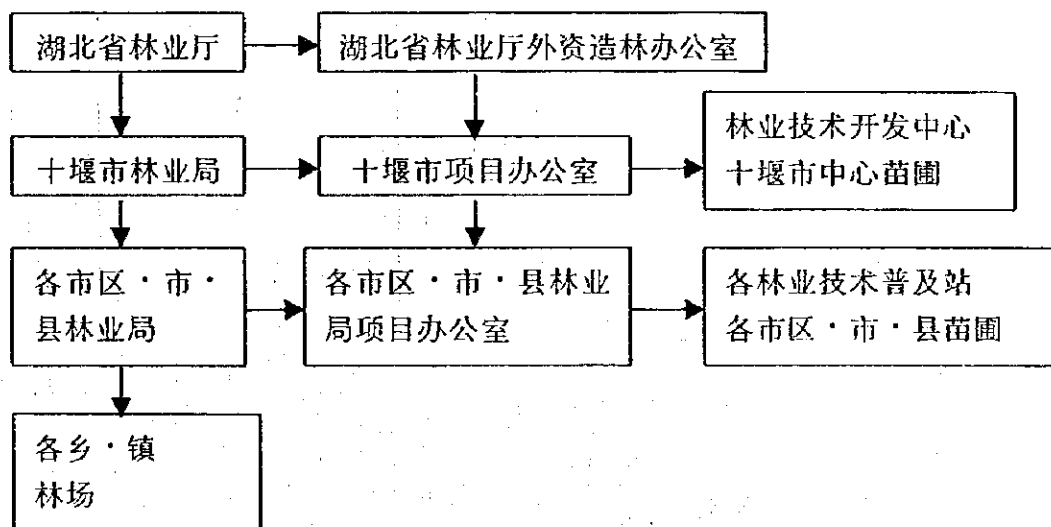 湖北省林业厅
湖北省林业厅外资造林办公室
十堰市林业局
十堰市项目办公室
林业技术开发中心
十堰市中心苗圃
各市区·市·
县林业局
各市区·市·县林业
局项目办公室
各林业技术普及站
各市区·市·县苗圃
各乡·镇
林场